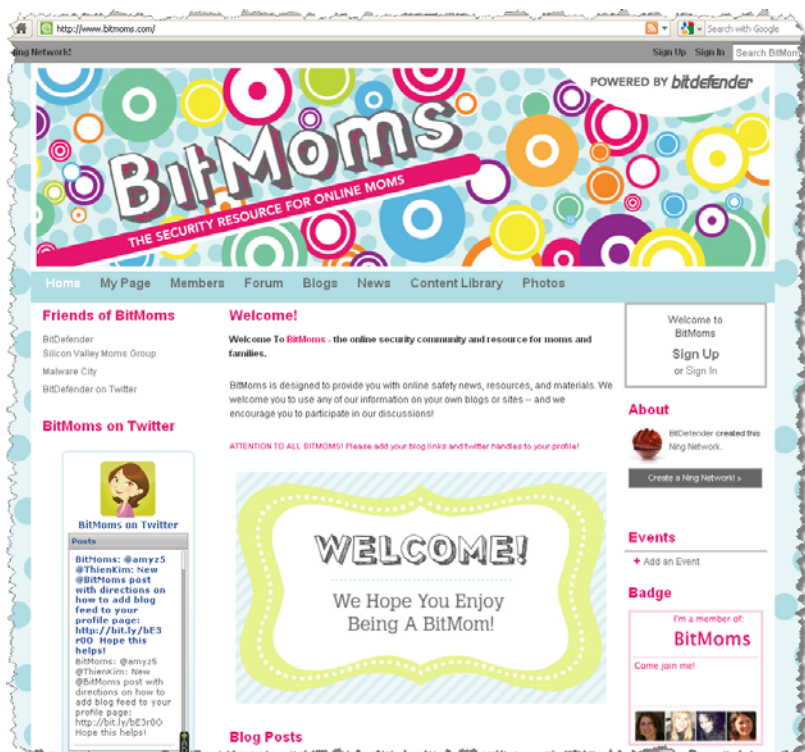 http://www.bitmoms.com/
Search with Google
ing Network!
Sign Up Sign In Search BitMom
POWERED BY bitdefender
BitMoms
THE SECURITY RESOURCE FOR ONLINE MOMS
Home My Page Members Forum Blogs News Content Library Photos
Friends of BitMoms
BitDefender
Silicon Valley Moms Group
Malware City
BitDefender on Twitter
BitMoms on Twitter
BitMoms on Twitter
Posts
BitMoms: @amyz5
@ThienKim: New
@BitMoms post
with directions on
how to add blog
feed to your
profile page:
http://bit.ly/bE3
r0O Hope this
helps!
BitMoms: @amyz5
@ThienKim: New
@BitMoms post with
directions on how to
add blog feed to your
profile page:
http://bit.ly/bE3r0O
Hope this helps!
Welcome!
Welcome To BitMoms - the online security community and resource for moms and
families.
BitMoms is designed to provide you with online safety news, resources, and materials. We
welcome you to use any of our information on your own blogs or sites -- and we
encourage you to participate in our discussions!
ATTENTION TO ALL BITMOMS! Please add your blog links and twitter handles to your profile!
WELCOME!
We Hope You Enjoy
Being A BitMom!
Blog Posts
Welcome to
BitMoms
Sign Up
or Sign In
About
BitDefender created this
Ning Network.
Create a Ning Network! »
Events
+ Add an Event
Badge
I'm a member of:
BitMoms
Come join me!